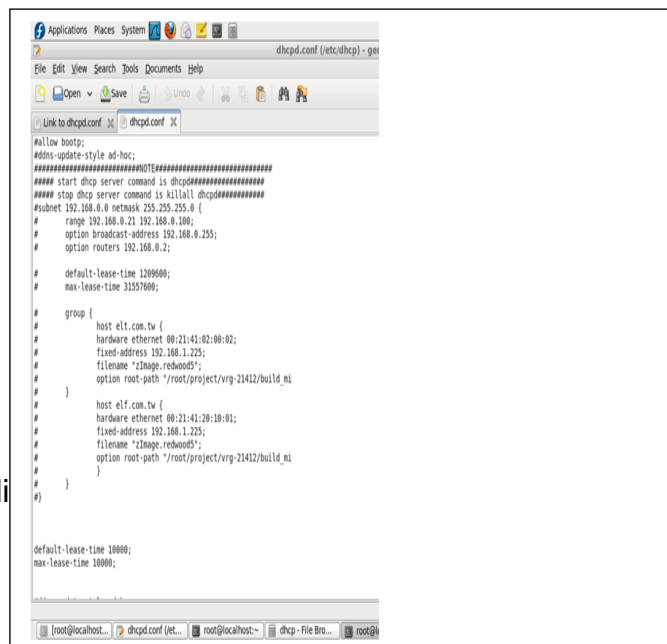 Applications Places System
dhcpd.conf (/etc/dhcp) - ged
File Edit View Search Tools Documents Help
Open Save Undo
Link to dhcpd.conf dhcpd.conf
#allow bootp;
#ddns-update-style ad-hoc;
##########################NOTE#############################
##### start dhcp server command is dhcpd##################
##### stop dhcp server command is killall dhcpd############
#subnet 192.168.0.0 netmask 255.255.255.0 {
# range 192.168.0.21 192.168.0.100;
# option broadcast-address 192.168.0.255;
# option routers 192.168.0.2;
# default-lease-time 1209600;
# max-lease-time 31557600;
# group {
# host elt.com.tw {
# hardware ethernet 00:21:41:02:00:02;
# fixed-address 192.168.1.225;
# filename "zImage.redwood5";
# option root-path "/root/project/vrg-21412/build_mi
# }
# host elf.com.tw {
# hardware ethernet 00:21:41:20:10:01;
# fixed-address 192.168.1.225;
# filename "zImage.redwood5";
# option root-path "/root/project/vrg-21412/build_mi
# }
# }
#}
default-lease-time 10000;
max-lease-time 10000;
[root@localhost... dhcpd.conf (/et... root@localhost:~ dhcp - File Bro... root@l